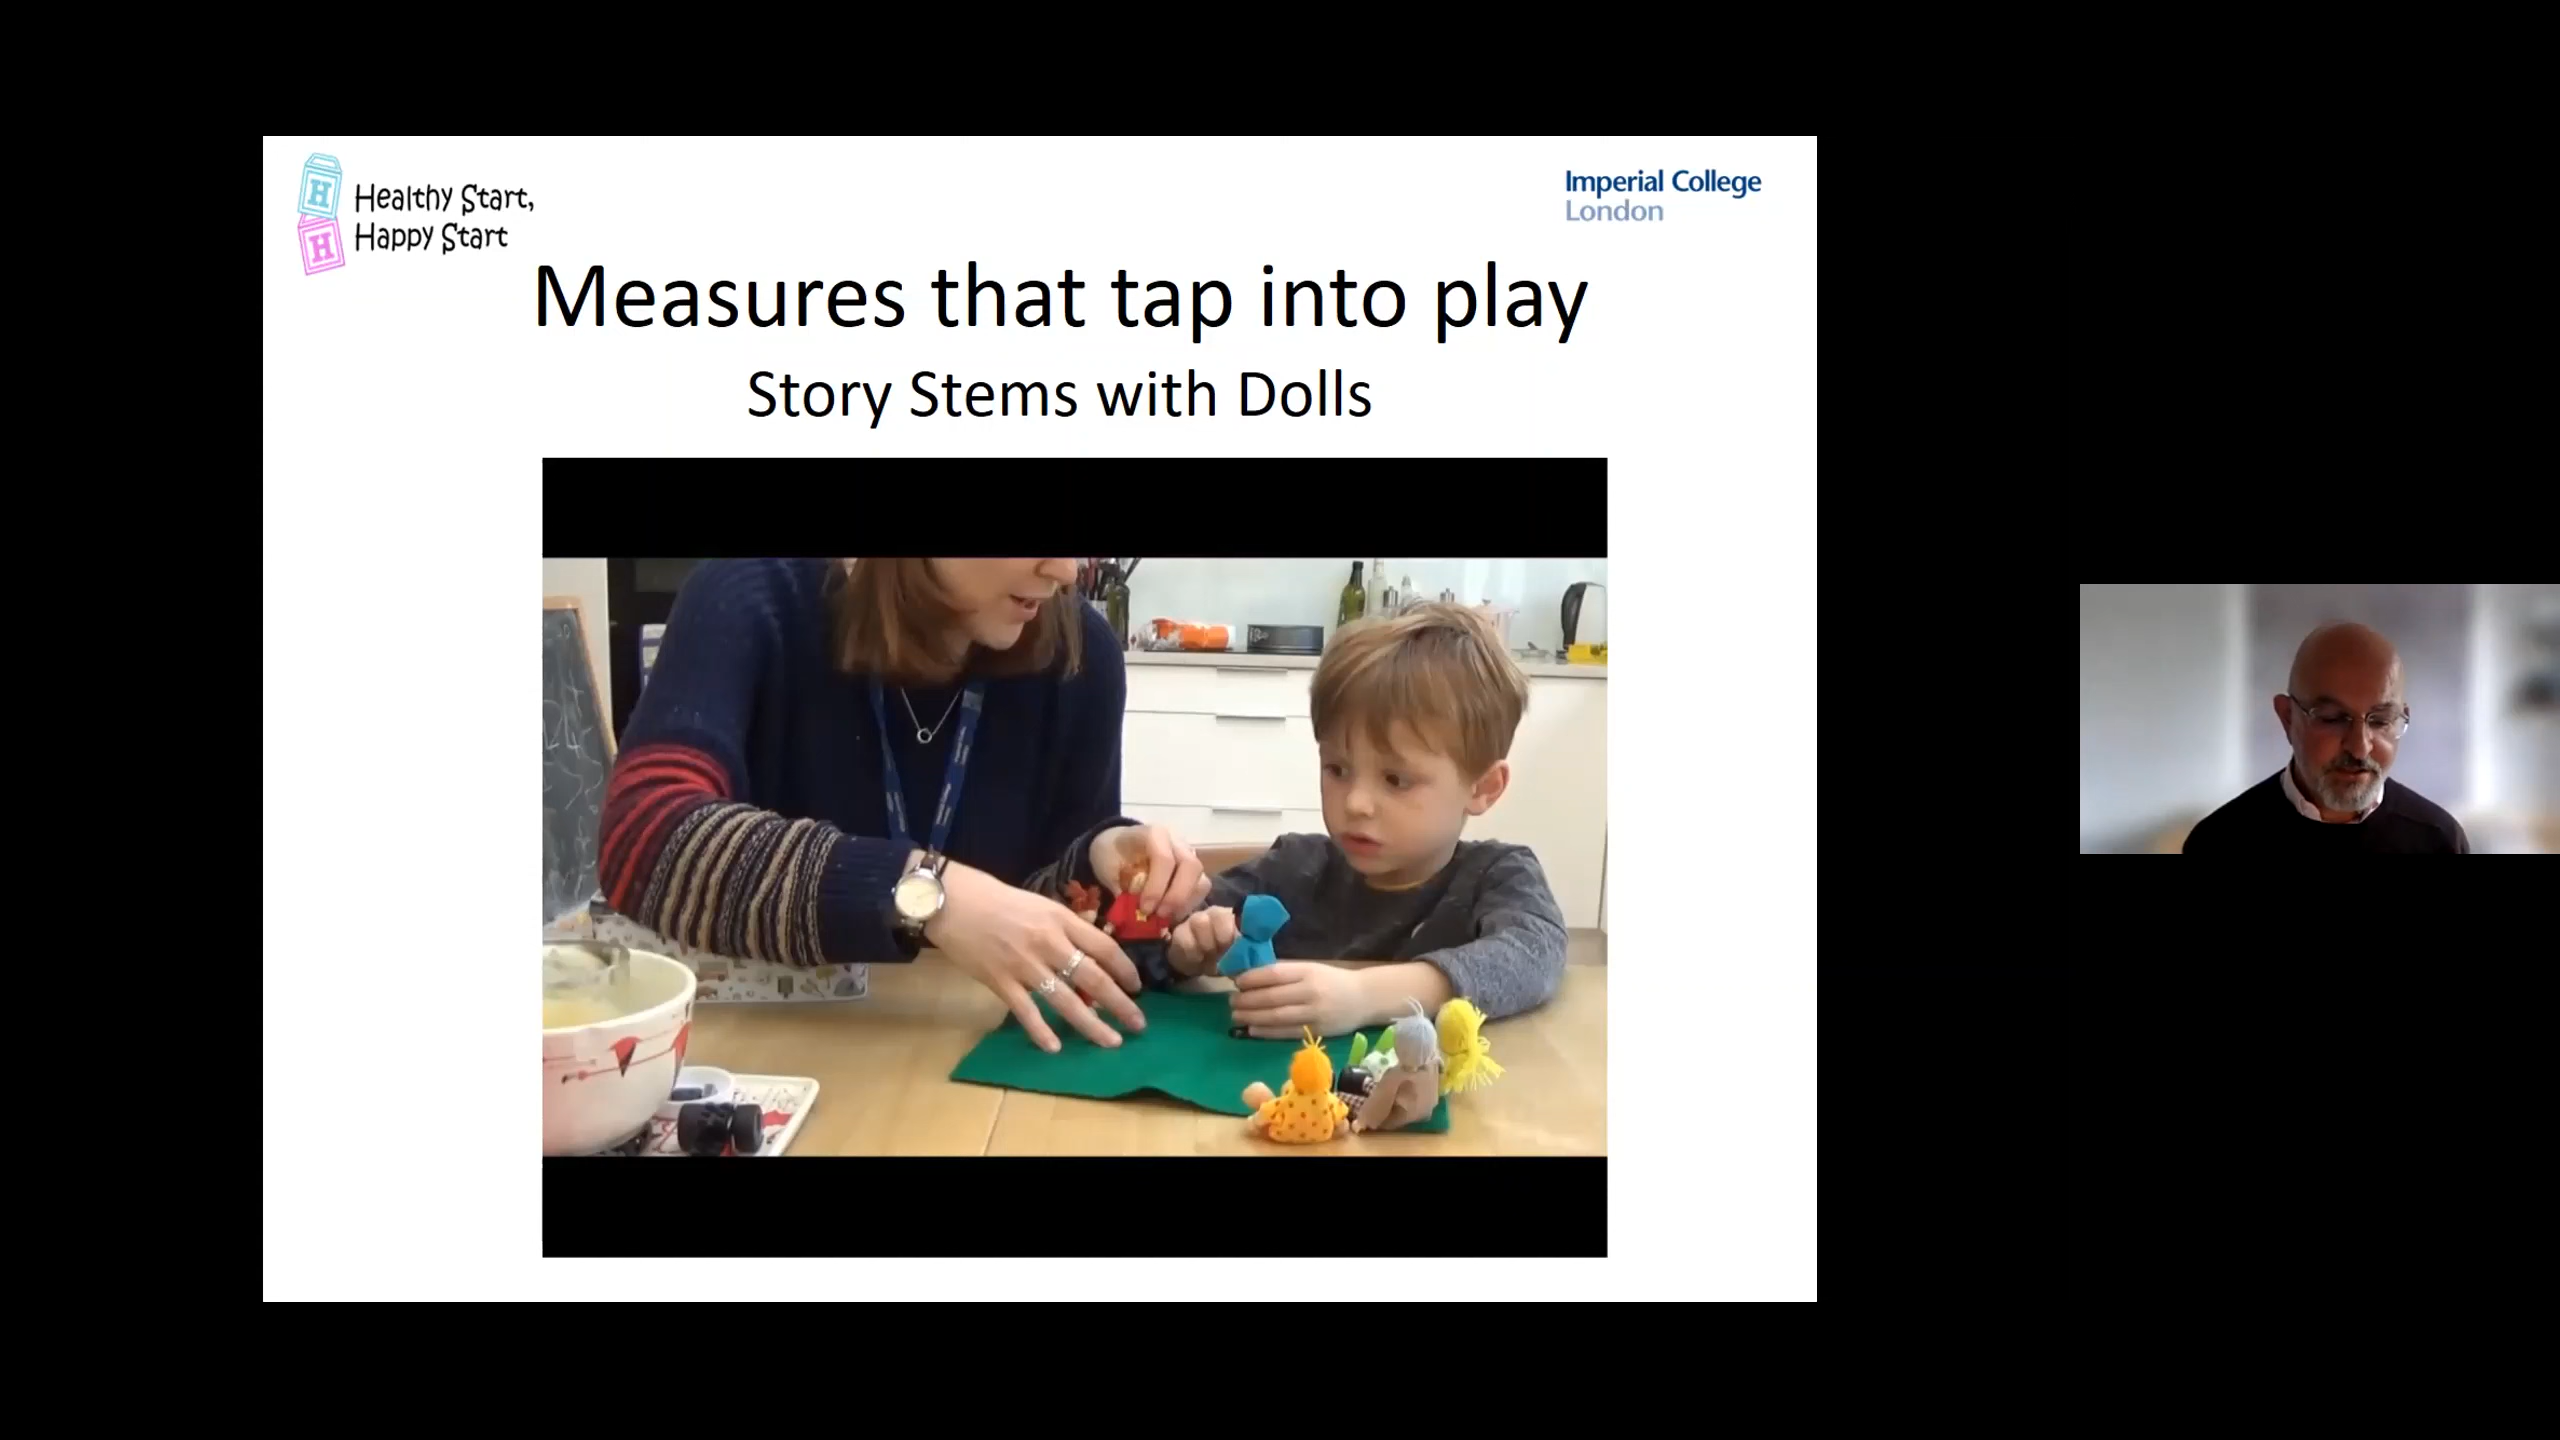 H
H
Healthy Start,
Happy Start
Imperial College
London
Measures that tap into play
Story Stems with Dolls